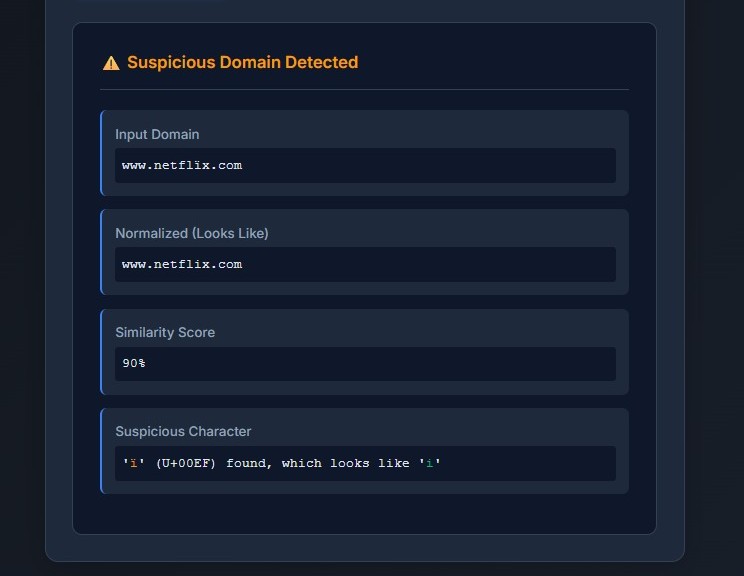 ⚠ Suspicious Domain Detected
Input Domain
www.netflïx.com
Normalized (Looks Like)
www.netflix.com
Similarity Score
90%
Suspicious Character
'ï' (U+00EF) found, which looks like 'i'